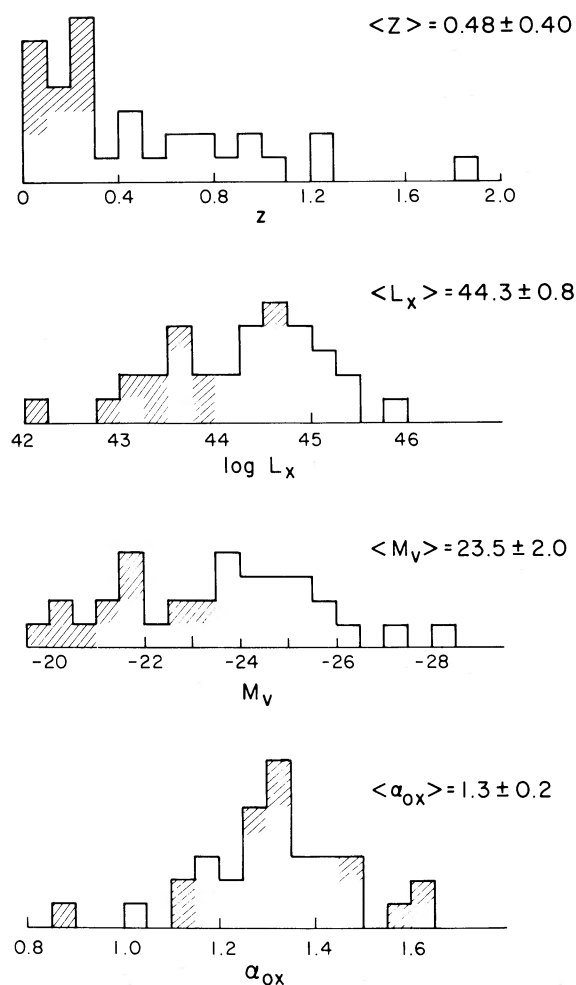 <Z> = 0.48 ± 0.40
0 0.4 0.8 1.2 1.6 2.0
z
<Lx> = 44.3 ± 0.8
42 43 44 45 46
log Lx
<Mv> = 23.5 ± 2.0
-20 -22 -24 -26 -28
Mv
<αox> = 1.3 ± 0.2
0.8 1.0 1.2 1.4 1.6
αox